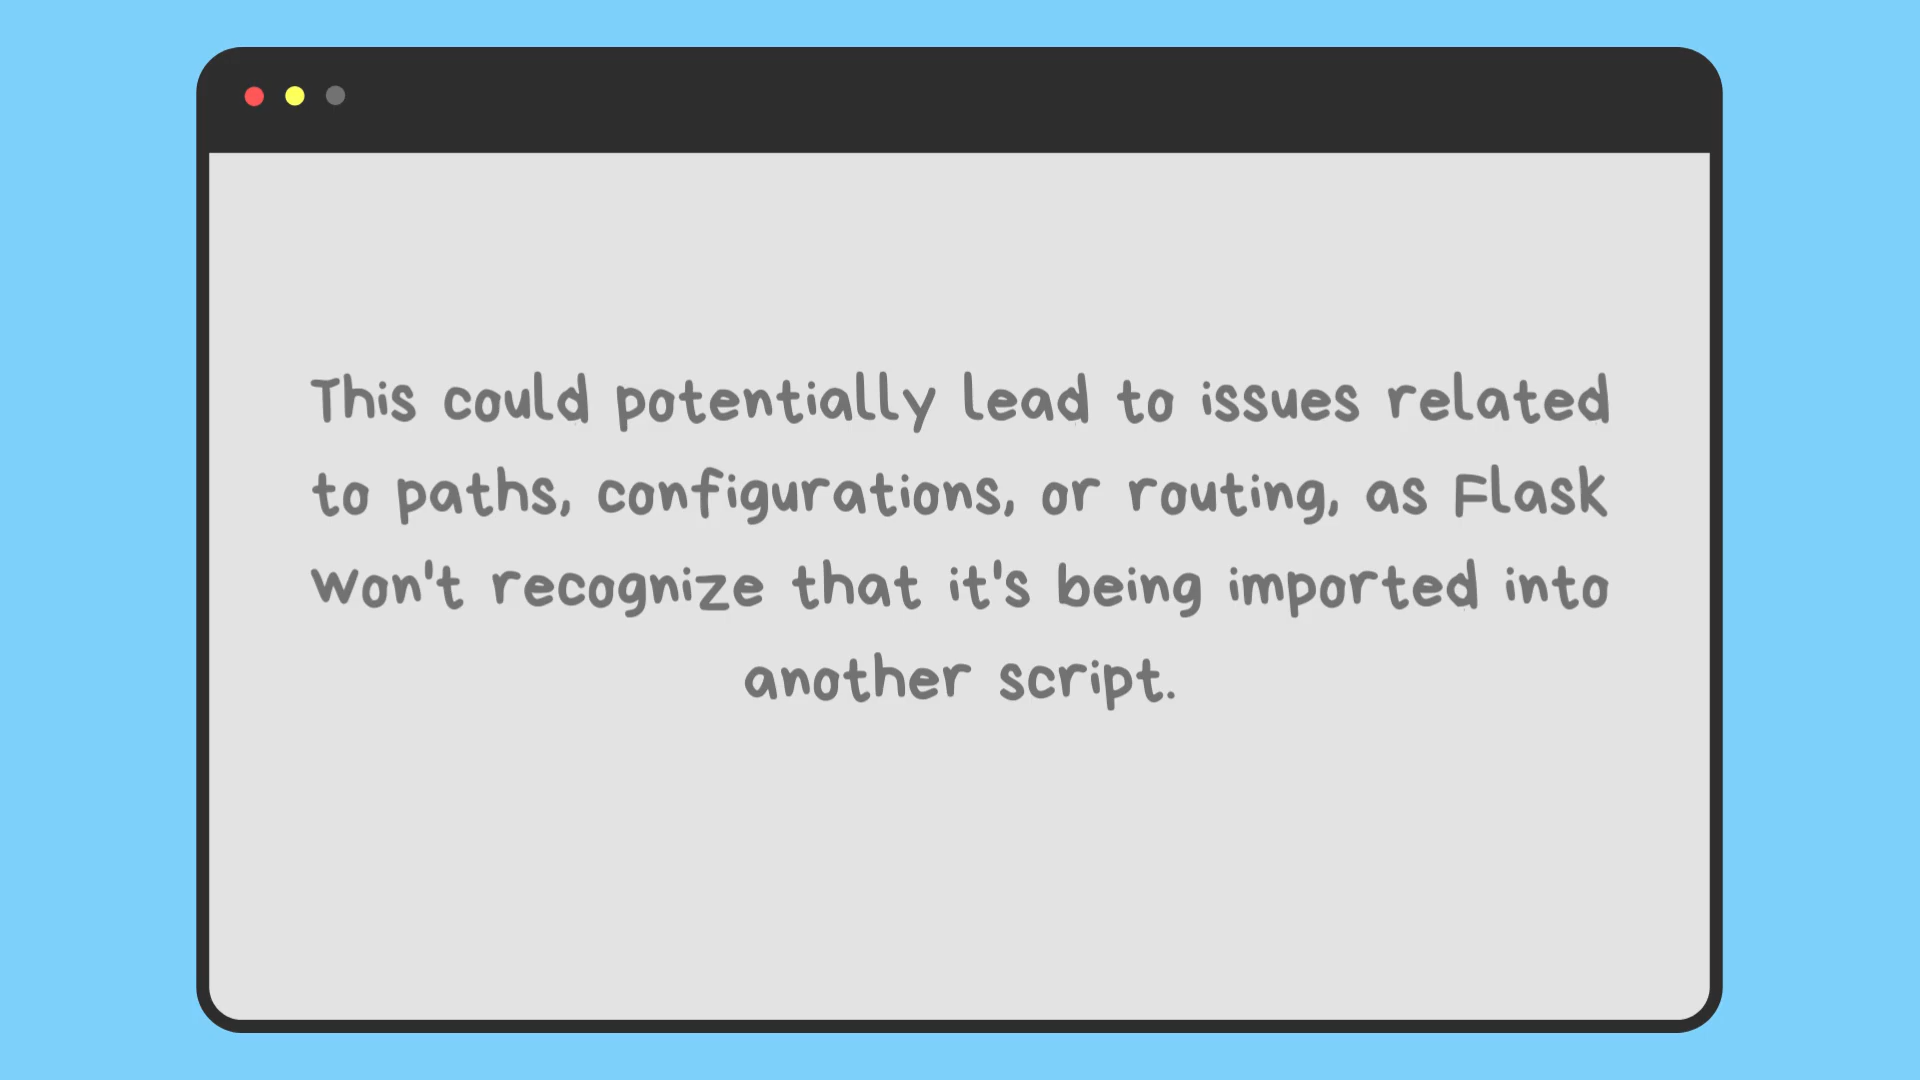 This could potentially lead to issues related
to paths, configurations, or routing, as Flask
won't recognize that it's being imported into
another script.